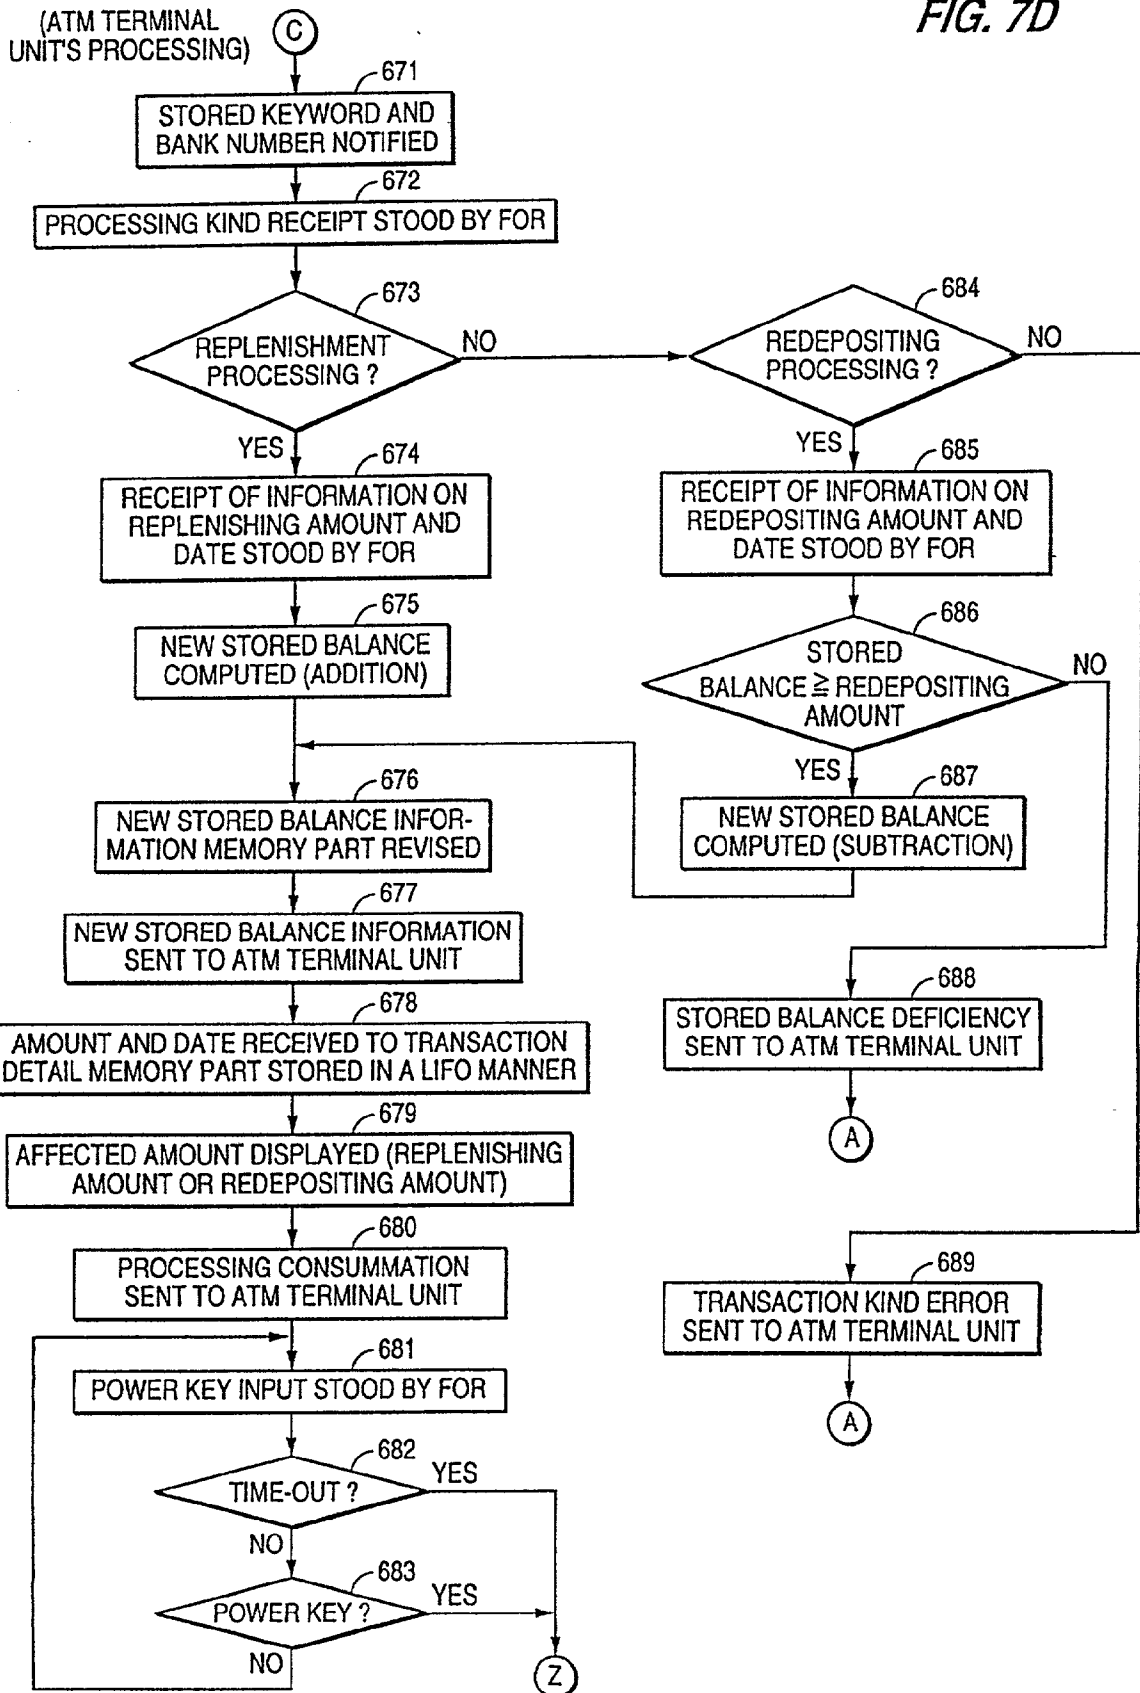 (ATM TERMINAL
UNIT'S PROCESSING)
C
FIG. 7D
671
STORED KEYWORD AND
BANK NUMBER NOTIFIED
672
PROCESSING KIND RECEIPT STOOD BY FOR
673
REPLENISHMENT
PROCESSING ?
NO
YES
684
REDEPOSITING
PROCESSING ?
NO
YES
674
RECEIPT OF INFORMATION ON
REPLENISHING AMOUNT AND
DATE STOOD BY FOR
685
RECEIPT OF INFORMATION ON
REDEPOSITING AMOUNT AND
DATE STOOD BY FOR
675
NEW STORED BALANCE
COMPUTED (ADDITION)
686
STORED
BALANCE ≧ REDEPOSITING
AMOUNT
NO
YES
676
NEW STORED BALANCE INFOR-
MATION MEMORY PART REVISED
687
NEW STORED BALANCE
COMPUTED (SUBTRACTION)
677
NEW STORED BALANCE INFORMATION
SENT TO ATM TERMINAL UNIT
678
AMOUNT AND DATE RECEIVED TO TRANSACTION
DETAIL MEMORY PART STORED IN A LIFO MANNER
688
STORED BALANCE DEFICIENCY
SENT TO ATM TERMINAL UNIT
A
679
AFFECTED AMOUNT DISPLAYED (REPLENISHING
AMOUNT OR REDEPOSITING AMOUNT)
680
PROCESSING CONSUMMATION
SENT TO ATM TERMINAL UNIT
689
TRANSACTION KIND ERROR
SENT TO ATM TERMINAL UNIT
A
681
POWER KEY INPUT STOOD BY FOR
682
TIME-OUT ?
YES
NO
683
POWER KEY ?
YES
NO
Z